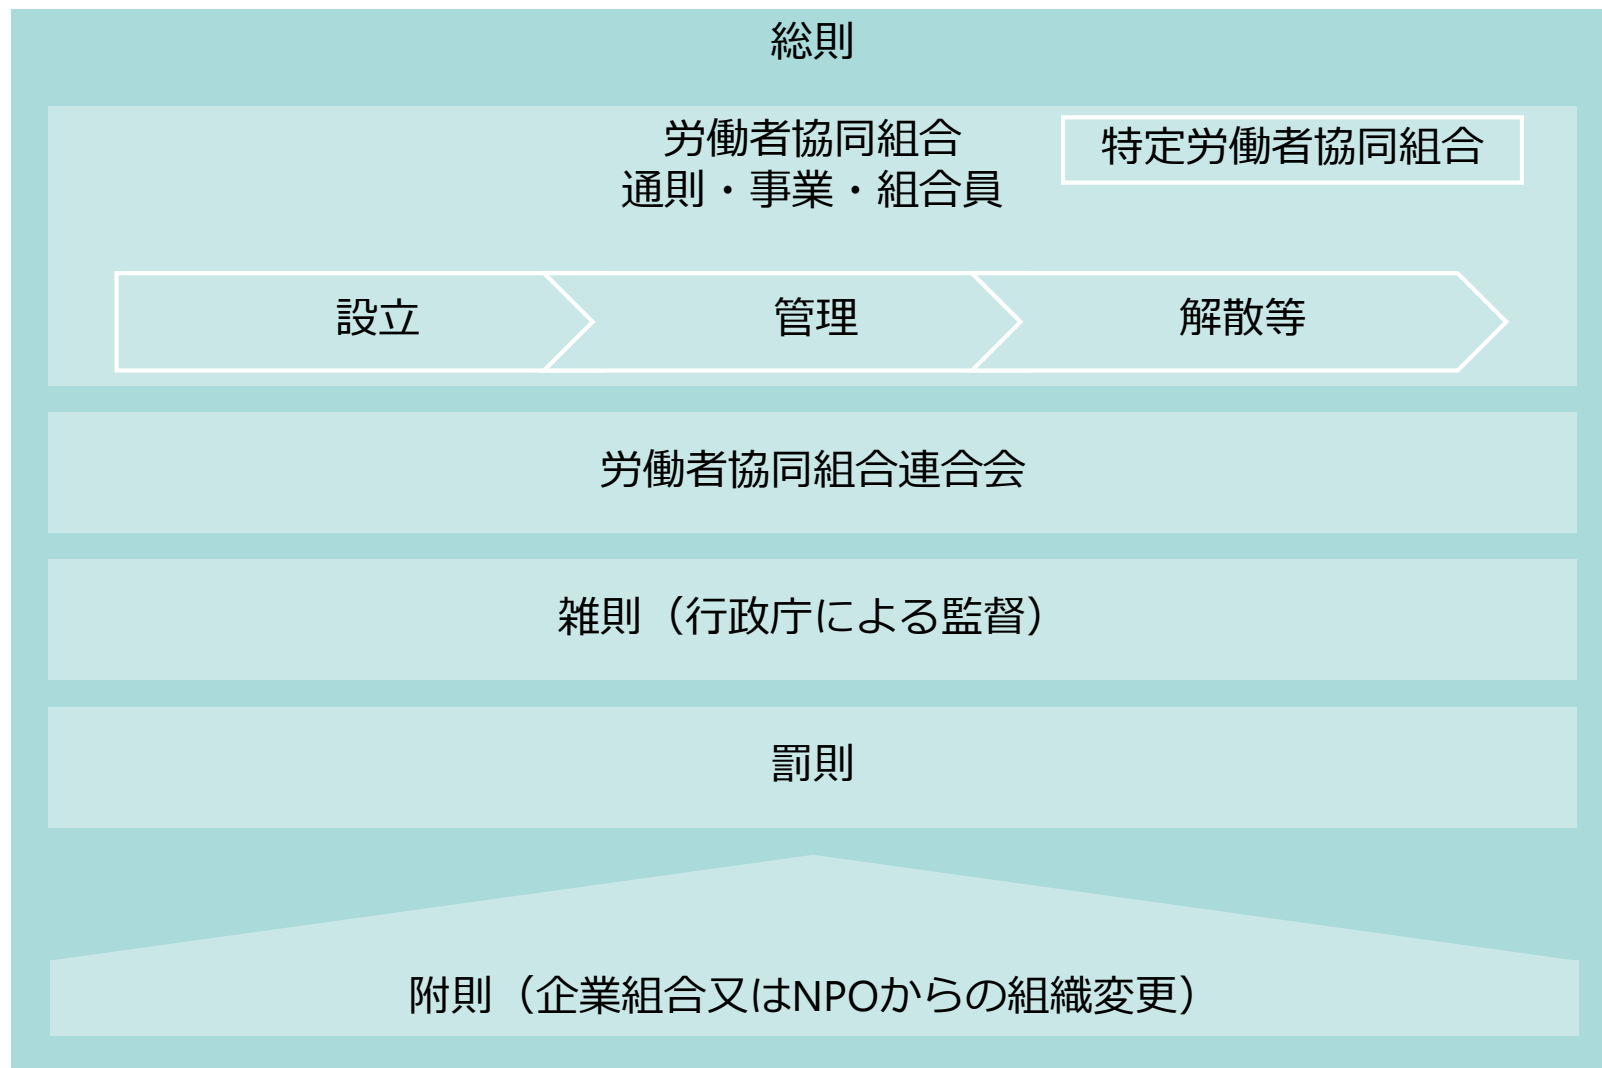 総則
労働者協同組合
通則・事業・組合員
特定労働者協同組合
設立
管理
解散等
労働者協同組合連合会
雑則（行政庁による監督）
罰則
附則（企業組合又はNPOからの組織変更）